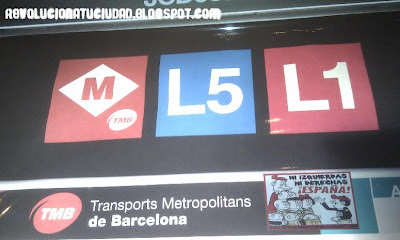 REVOLUCIONATUCIUDAD.BLOGSPOT.COM
M
TMB
L5
L1
TMB
Transports Metropolitans
de Barcelona
NI IZQUIERDAS
NI DERECHAS
¡ESPAÑA!
A